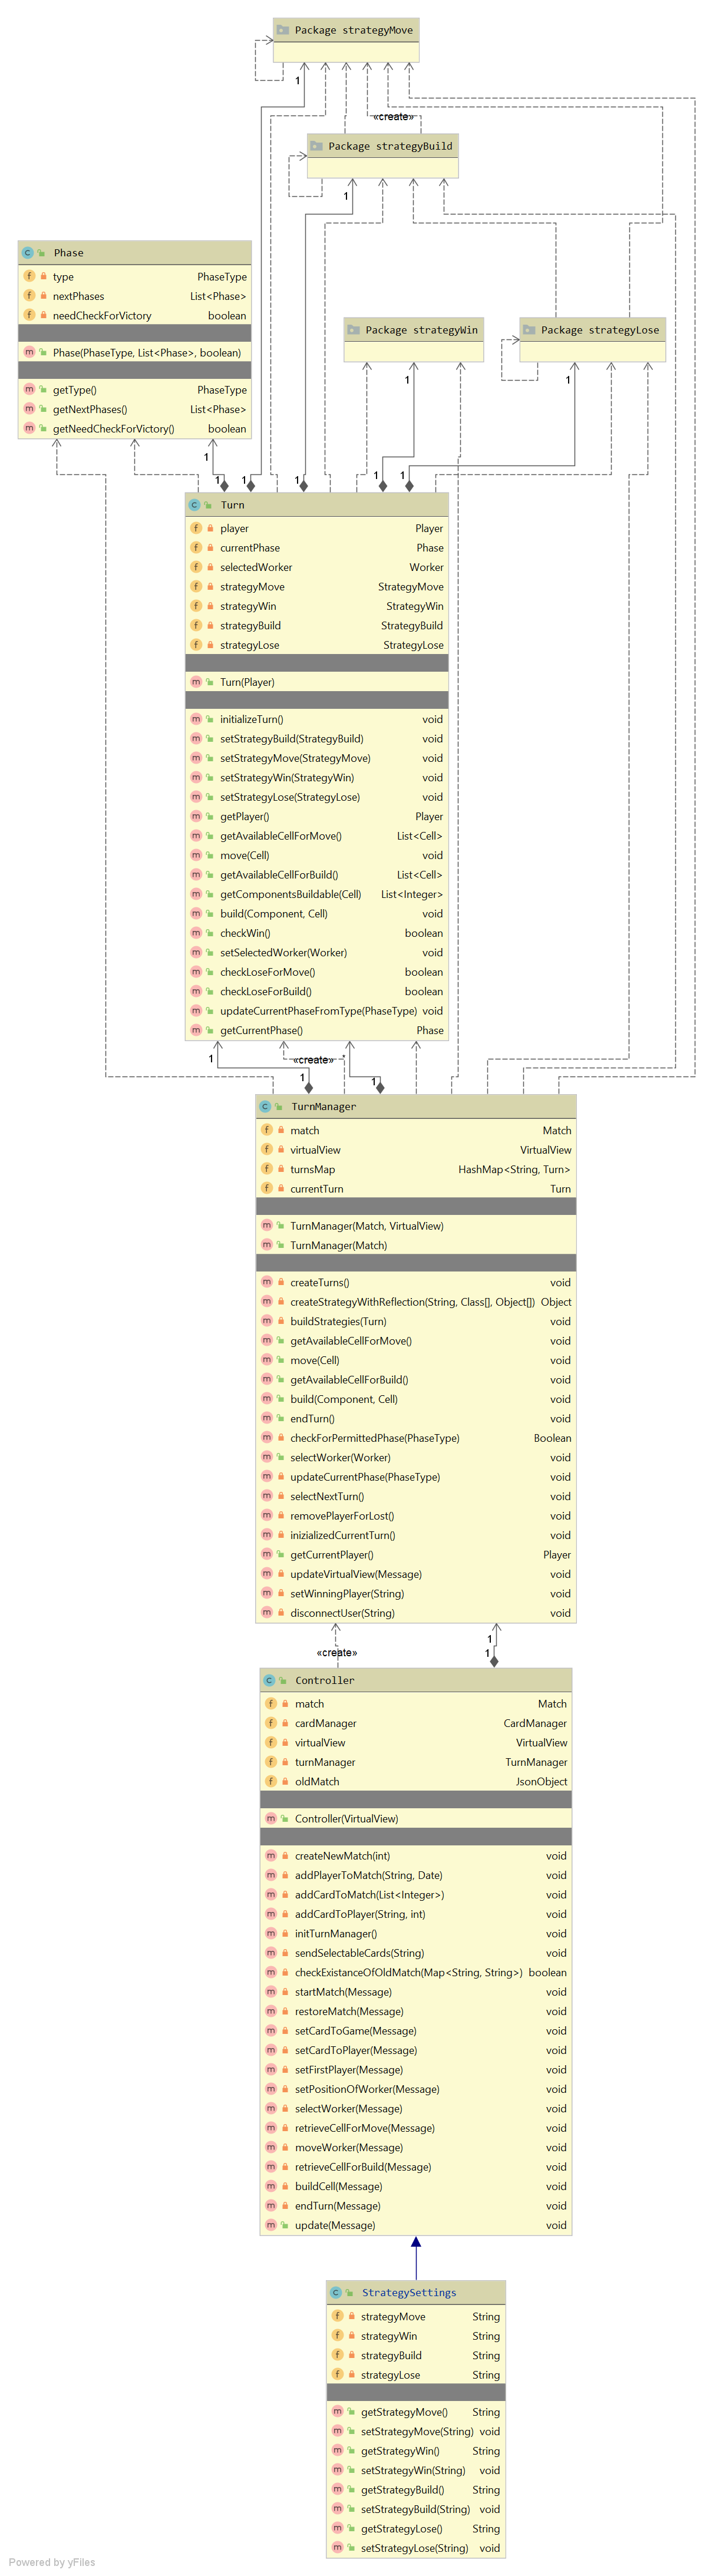 Package strategyMove
1
«create»
Package strategyBuild
1
Phase
type PhaseType
nextPhases List<Phase>
needCheckForVictory boolean
Phase(PhaseType, List<Phase>, boolean)
getType() PhaseType
getNextPhases() List<Phase>
getNeedCheckForVictory() boolean
Package strategyWin
Package strategyLose
1 1
1
1 1 1 1 1
Turn
player Player
currentPhase Phase
selectedWorker Worker
strategyMove StrategyMove
strategyWin StrategyWin
strategyBuild StrategyBuild
strategyLose StrategyLose
Turn(Player)
initializeTurn() void
setStrategyBuild(StrategyBuild) void
setStrategyMove(StrategyMove) void
setStrategyWin(StrategyWin) void
setStrategyLose(StrategyLose) void
getPlayer() Player
getAvailableCellForMove() List<Cell>
move(Cell) void
getAvailableCellForBuild() List<Cell>
getComponentsBuildable(Cell) List<Integer>
build(Component, Cell) void
checkWin() boolean
setSelectedWorker(Worker) void
checkLoseForMove() boolean
checkLoseForBuild() boolean
updateCurrentPhaseFromType(PhaseType) void
getCurrentPhase() Phase
1 «create» *
1 1
TurnManager
match Match
virtualView VirtualView
turnsMap HashMap<String, Turn>
currentTurn Turn
TurnManager(Match, VirtualView)
TurnManager(Match)
createTurns() void
createStrategyWithReflection(String, Class[], Object[]) Object
buildStrategies(Turn) void
getAvailableCellForMove() void
move(Cell) void
getAvailableCellForBuild() void
build(Component, Cell) void
endTurn() void
checkForPermittedPhase(PhaseType) Boolean
selectWorker(Worker) void
updateCurrentPhase(PhaseType) void
selectNextTurn() void
removePlayerForLost() void
inizializedCurrentTurn() void
getCurrentPlayer() Player
updateVirtualView(Message) void
setWinningPlayer(String) void
disconnectUser(String) void
1
«create» 1
Controller
match Match
cardManager CardManager
virtualView VirtualView
turnManager TurnManager
oldMatch JsonObject
Controller(VirtualView)
createNewMatch(int) void
addPlayerToMatch(String, Date) void
addCardToMatch(List<Integer>) void
addCardToPlayer(String, int) void
initTurnManager() void
sendSelectableCards(String) void
checkExistanceOfOldMatch(Map<String, String>) boolean
startMatch(Message) void
restoreMatch(Message) void
setCardToGame(Message) void
setCardToPlayer(Message) void
setFirstPlayer(Message) void
setPositionOfWorker(Message) void
selectWorker(Message) void
retrieveCellForMove(Message) void
moveWorker(Message) void
retrieveCellForBuild(Message) void
buildCell(Message) void
endTurn(Message) void
update(Message) void
StrategySettings
strategyMove String
strategyWin String
strategyBuild String
strategyLose String
getStrategyMove() String
setStrategyMove(String) void
getStrategyWin() String
setStrategyWin(String) void
getStrategyBuild() String
setStrategyBuild(String) void
getStrategyLose() String
setStrategyLose(String) void
Powered by yFiles